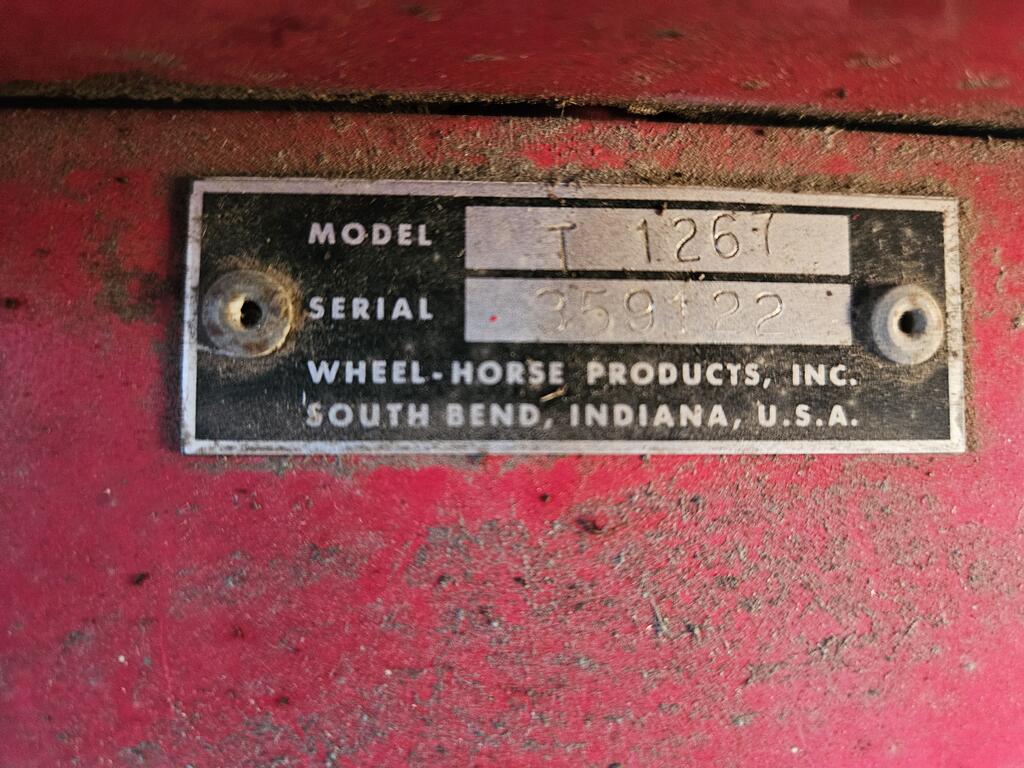 MODEL T 1267
SERIAL 359122
WHEEL-HORSE PRODUCTS, INC.
SOUTH BEND, INDIANA, U.S.A.